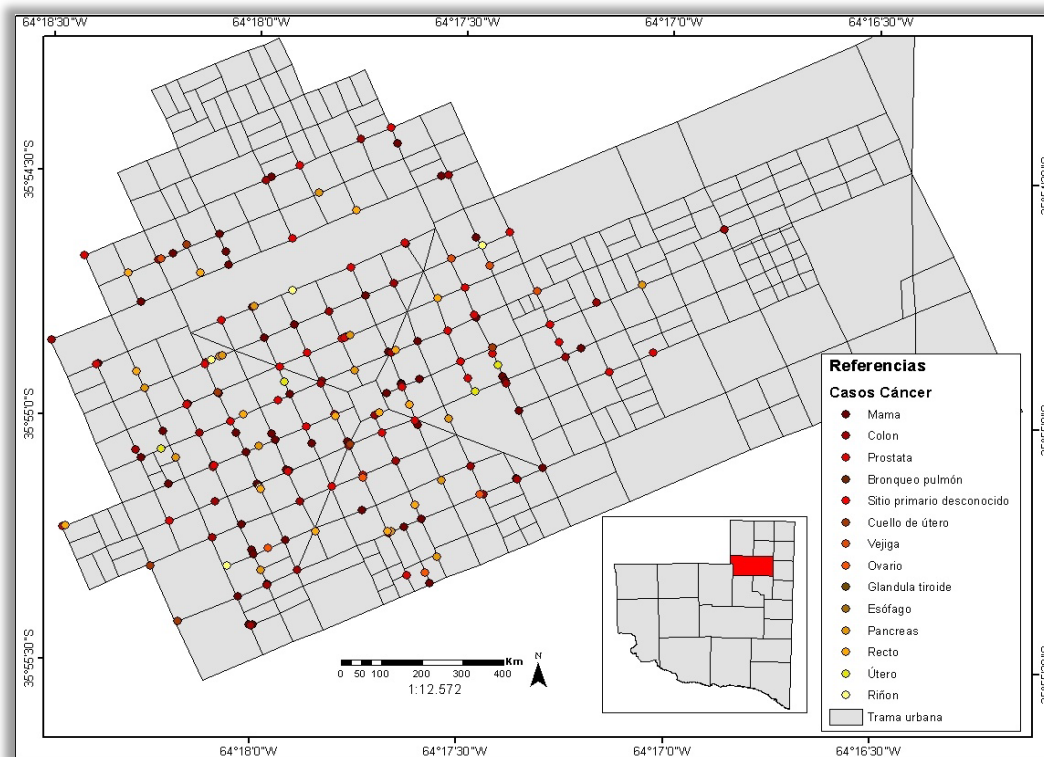 64°18'30"W 64°18'0"W 64°17'30"W 64°17'0"W 64°16'30"W
35°54'30"S
35°55'0"S
35°55'30"S
Referencias
Casos Cáncer
Mama
Colon
Prostata
Bronqueo pulmón
Sitio primario desconocido
Cuello de útero
Vejiga
Ovario
Glandula tiroide
Esófago
Pancreas
Recto
Útero
Riñon
Trama urbana
Km
0 50 100 200 300 400
1:12.572
N
64°18'0"W 64°17'30"W 64°17'0"W 64°16'30"W